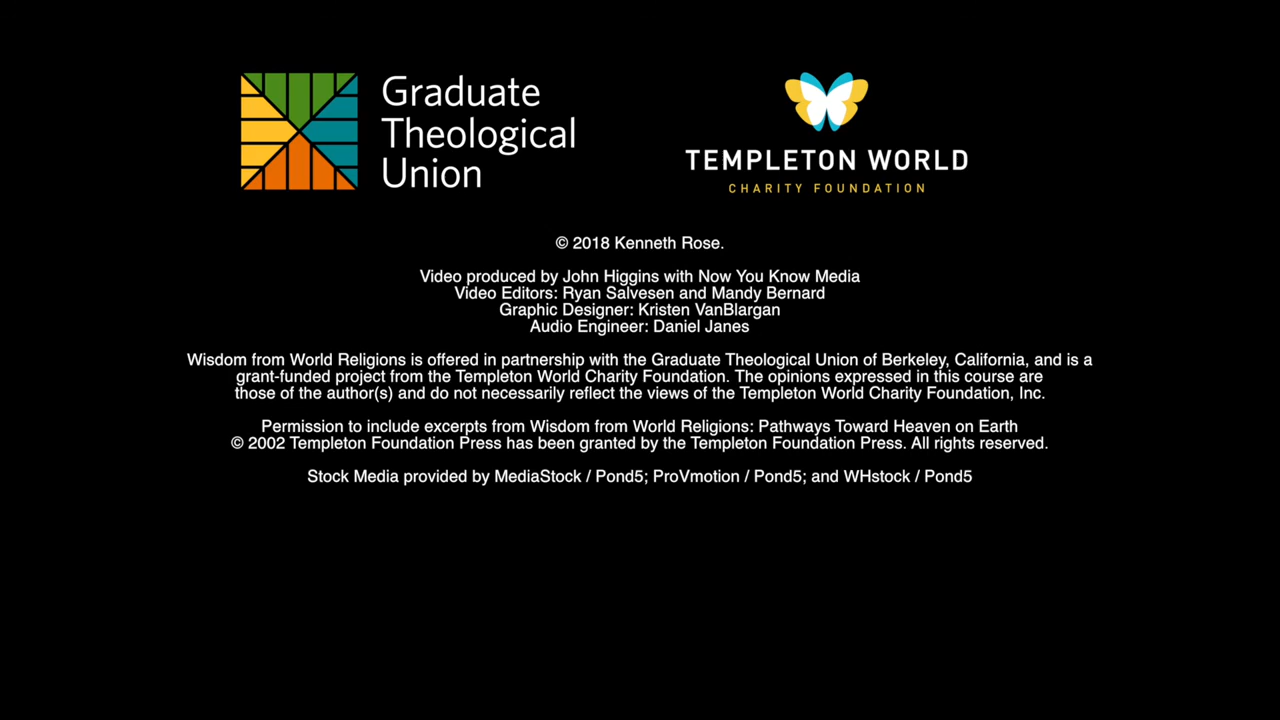 Graduate
Theological
Union
TEMPLETON WORLD
CHARITY FOUNDATION
© 2018 Kenneth Rose.
Video produced by John Higgins with Now You Know Media
Video Editors: Ryan Salvesen and Mandy Bernard
Graphic Designer: Kristen VanBlargan
Audio Engineer: Daniel Janes
Wisdom from World Religions is offered in partnership with the Graduate Theological Union of Berkeley, California, and is a
grant-funded project from the Templeton World Charity Foundation. The opinions expressed in this course are
those of the author(s) and do not necessarily reflect the views of the Templeton World Charity Foundation, Inc.
Permission to include excerpts from Wisdom from World Religions: Pathways Toward Heaven on Earth
© 2002 Templeton Foundation Press has been granted by the Templeton Foundation Press. All rights reserved.
Stock Media provided by MediaStock / Pond5; ProVmotion / Pond5; and WHstock / Pond5